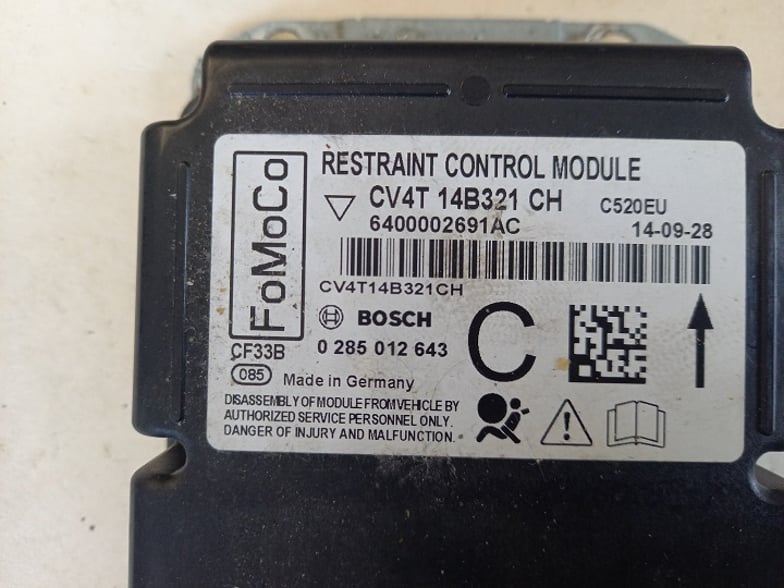 FoMoCo
RESTRAINT CONTROL MODULE
CV4T 14B321 CH C520EU
6400002691AC 14-09-28
CV4T14B321CH
BOSCH
0 285 012 643
C
CF33B
085 Made in Germany
DISASSEMBLY OF MODULE FROM VEHICLE BY
AUTHORIZED SERVICE PERSONNEL ONLY.
DANGER OF INJURY AND MALFUNCTION.